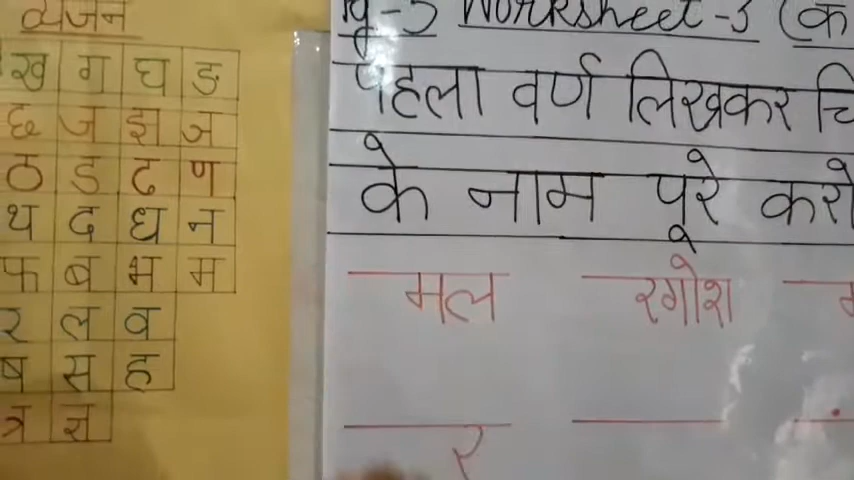 व्यंजन
ख ग घ ङ
छ ज झ ञ
ठ ड ढ ण
थ द ध न
फ ब भ म
र ल व
ष स ह
त्र ज्ञ
Worksheet-3 (क
पहला वर्ण लिखकर चि
के नाम पूरे करो
मल रगोश
र